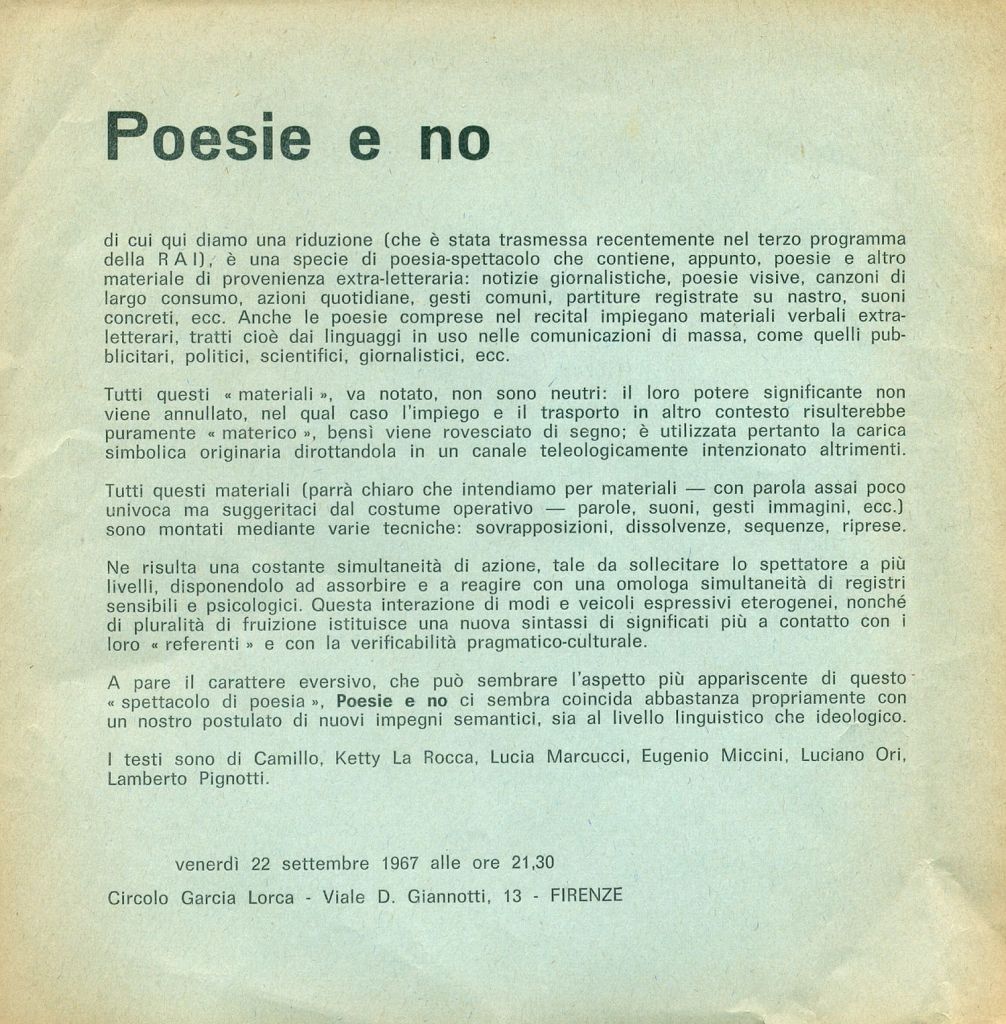 Poesie e no
di cui qui diamo una riduzione (che è stata trasmessa recentemente nel terzo programma
della R A I), è una specie di poesia-spettacolo che contiene, appunto, poesie e altro
materiale di provenienza extra-letteraria: notizie giornalistiche, poesie visive, canzoni di
largo consumo, azioni quotidiane, gesti comuni, partiture registrate su nastro, suoni
concreti, ecc. Anche le poesie comprese nel recital impiegano materiali verbali extra-
letterari, tratti cioè dai linguaggi in uso nelle comunicazioni di massa, come quelli pub-
blicitari, politici, scientifici, giornalistici, ecc.
Tutti questi « materiali », va notato, non sono neutri: il loro potere significante non
viene annullato, nel qual caso l'impiego e il trasporto in altro contesto risulterebbe
puramente « materico », bensì viene rovesciato di segno; è utilizzata pertanto la carica
simbolica originaria dirottandola in un canale teleologicamente intenzionato altrimenti.
Tutti questi materiali (parrà chiaro che intendiamo per materiali — con parola assai poco
univoca ma suggeritaci dal costume operativo — parole, suoni, gesti immagini, ecc.)
sono montati mediante varie tecniche: sovrapposizioni, dissolvenze, sequenze, riprese.
Ne risulta una costante simultaneità di azione, tale da sollecitare lo spettatore a più
livelli, disponendolo ad assorbire e a reagire con una omologa simultaneità di registri
sensibili e psicologici. Questa interazione di modi e veicoli espressivi eterogenei, nonché
di pluralità di fruizione istituisce una nuova sintassi di significati più a contatto con i
loro « referenti » e con la verificabilità pragmatico-culturale.
A pare il carattere eversivo, che può sembrare l'aspetto più appariscente di questo
« spettacolo di poesia », Poesie e no ci sembra coincida abbastanza propriamente con
un nostro postulato di nuovi impegni semantici, sia al livello linguistico che ideologico.
I testi sono di Camillo, Ketty La Rocca, Lucia Marcucci, Eugenio Miccini, Luciano Ori,
Lamberto Pignotti.
venerdì 22 settembre 1967 alle ore 21,30
Circolo Garcia Lorca - Viale D. Giannotti, 13 - FIRENZE